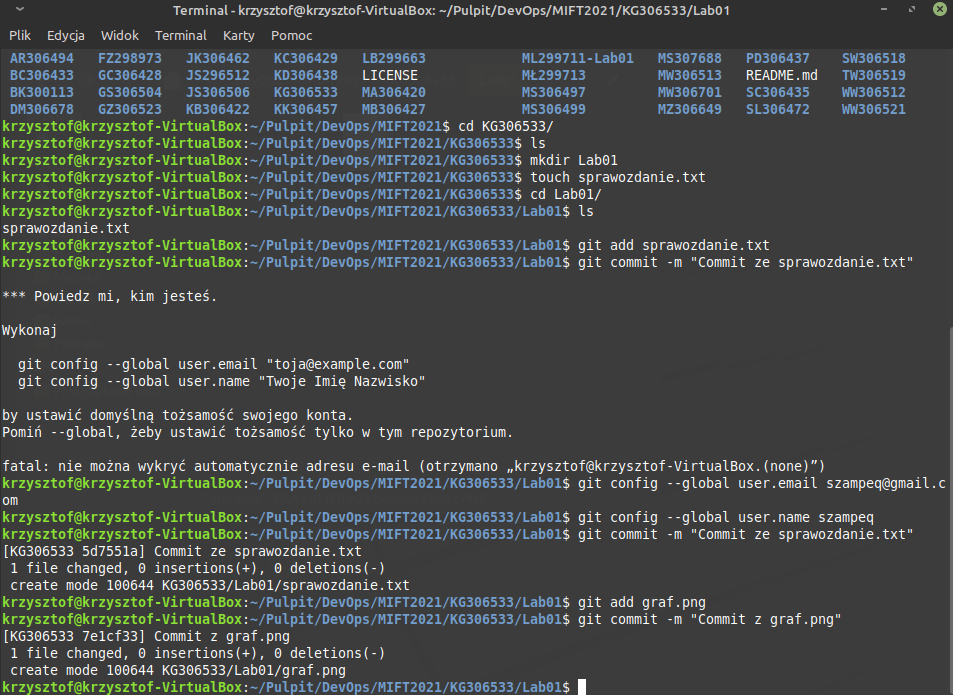 Terminal - krzysztof@krzysztof-VirtualBox: ~/Pulpit/DevOps/MIFT2021/KG306533/Lab01
Plik Edycja Widok Terminal Karty Pomoc
AR306494 FZ298973 JK306462 KC306429 LB299663 ML299711-Lab01 MS307688 PD306437 SW306518
BC306433 GC306428 JS296512 KD306438 LICENSE ML299713 MW306513 README.md TW306519
BK300113 GS306504 JS306506 KG306533 MA306420 MS306497 MW306701 SC306435 WW306512
DM306678 GZ306523 KB306422 KK306457 MB306427 MS306499 MZ306649 SL306472 WW306521
krzysztof@krzysztof-VirtualBox:~/Pulpit/DevOps/MIFT2021$ cd KG306533/
krzysztof@krzysztof-VirtualBox:~/Pulpit/DevOps/MIFT2021/KG306533$ ls
krzysztof@krzysztof-VirtualBox:~/Pulpit/DevOps/MIFT2021/KG306533$ mkdir Lab01
krzysztof@krzysztof-VirtualBox:~/Pulpit/DevOps/MIFT2021/KG306533$ touch sprawozdanie.txt
krzysztof@krzysztof-VirtualBox:~/Pulpit/DevOps/MIFT2021/KG306533$ cd Lab01/
krzysztof@krzysztof-VirtualBox:~/Pulpit/DevOps/MIFT2021/KG306533/Lab01$ ls
sprawozdanie.txt
krzysztof@krzysztof-VirtualBox:~/Pulpit/DevOps/MIFT2021/KG306533/Lab01$ git add sprawozdanie.txt
krzysztof@krzysztof-VirtualBox:~/Pulpit/DevOps/MIFT2021/KG306533/Lab01$ git commit -m "Commit ze sprawozdanie.txt"
*** Powiedz mi, kim jesteś.
Wykonaj
git config --global user.email "toja@example.com"
git config --global user.name "Twoje Imię Nazwisko"
by ustawić domyślną tożsamość swojego konta.
Pomiń --global, żeby ustawić tożsamość tylko w tym repozytorium.
fatal: nie można wykryć automatycznie adresu e-mail (otrzymano „krzysztof@krzysztof-VirtualBox.(none)”)
krzysztof@krzysztof-VirtualBox:~/Pulpit/DevOps/MIFT2021/KG306533/Lab01$ git config --global user.email szampeq@gmail.c
om
krzysztof@krzysztof-VirtualBox:~/Pulpit/DevOps/MIFT2021/KG306533/Lab01$ git config --global user.name szampeq
krzysztof@krzysztof-VirtualBox:~/Pulpit/DevOps/MIFT2021/KG306533/Lab01$ git commit -m "Commit ze sprawozdanie.txt"
[KG306533 5d7551a] Commit ze sprawozdanie.txt
1 file changed, 0 insertions(+), 0 deletions(-)
create mode 100644 KG306533/Lab01/sprawozdanie.txt
krzysztof@krzysztof-VirtualBox:~/Pulpit/DevOps/MIFT2021/KG306533/Lab01$ git add graf.png
krzysztof@krzysztof-VirtualBox:~/Pulpit/DevOps/MIFT2021/KG306533/Lab01$ git commit -m "Commit z graf.png"
[KG306533 7e1cf33] Commit z graf.png
1 file changed, 0 insertions(+), 0 deletions(-)
create mode 100644 KG306533/Lab01/graf.png
krzysztof@krzysztof-VirtualBox:~/Pulpit/DevOps/MIFT2021/KG306533/Lab01$